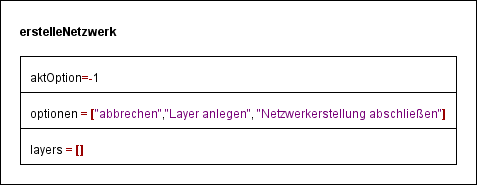 erstelleNetzwerk
aktOption=-1
optionen = ["abbrechen","Layer anlegen", "Netzwerkerstellung abschließen"]
layers = []